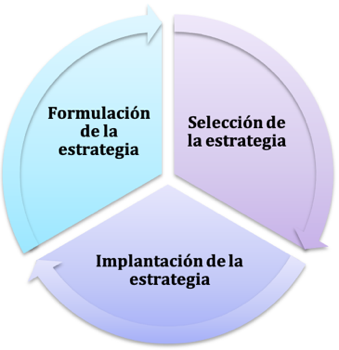 Formulación
de la
estrategia
Selección de
la estrategia
Implantación de la
estrategia